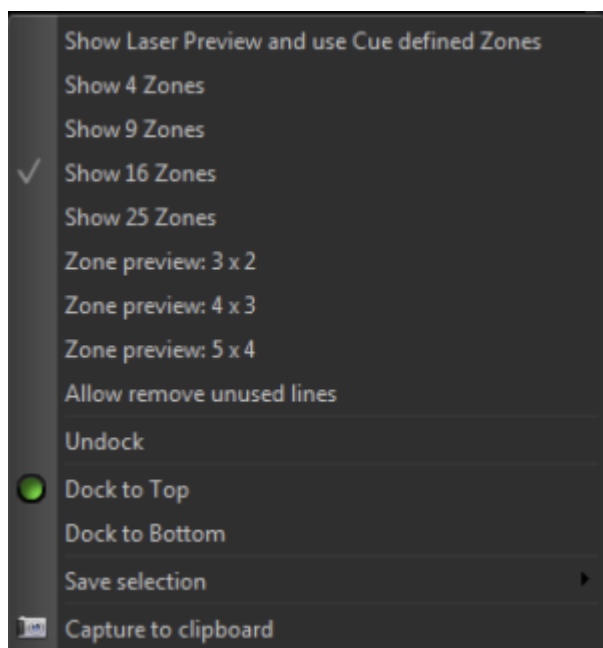 Show Laser Preview and use Cue defined Zones
Show 4 Zones
Show 9 Zones
Show 16 Zones
Show 25 Zones
Zone preview: 3 x 2
Zone preview: 4 x 3
Zone preview: 5 x 4
Allow remove unused lines
Undock
Dock to Top
Dock to Bottom
Save selection
Capture to clipboard